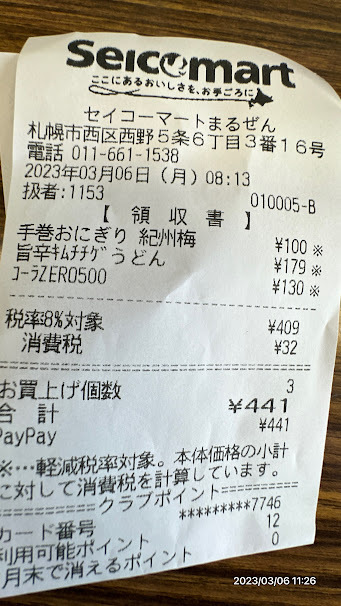 Seicomart
ここにあるおいしさを、お手ごろに
セイコーマートまるぜん
札幌市西区西野5条6丁目3番16号
電話 011-661-1538
2023年03月06日(月)08:13
扱者:1153 010005-B
【 領 収 書 】
手巻おにぎり 紀州梅 ¥100 ※
旨辛キムチチゲうどん ¥179 ※
コーラZERO500 ¥130 ※
税率8%対象 ¥409
消費税 ¥32
お買上げ個数 3
合 計 ¥441
PayPay ¥441
※…軽減税率対象。本体価格の小計
に対して消費税を計算しています。
======クラブポイント======
カード番号 *********7746
利用可能ポイント 12
月末で消えるポイント 0
2023/03/06 11:26